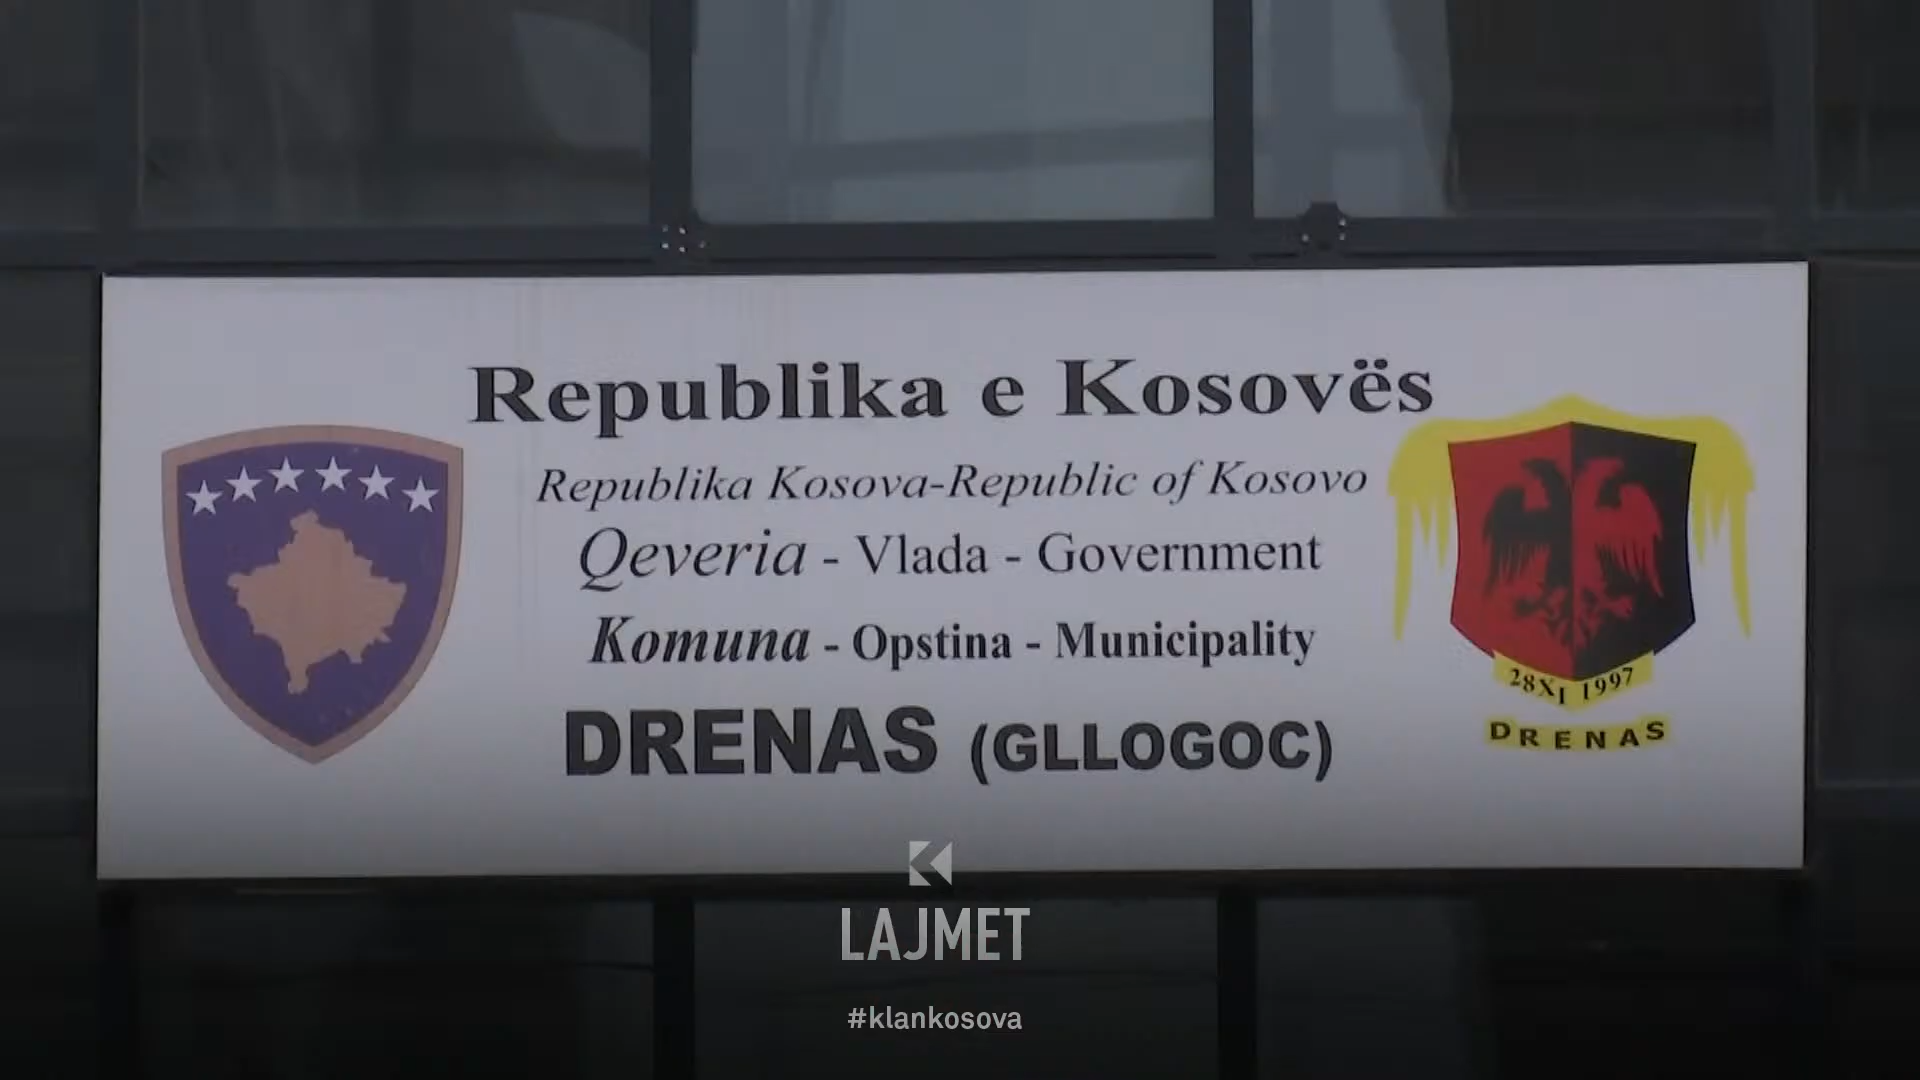 Republika e Kosovës
Republika Kosova-Republic of Kosovo
Qeveria - Vlada - Government
Komuna - Opstina - Municipality
DRENAS (GLLOGOC)
28XI 1997
DRENAS
LAJMET
#klankosova